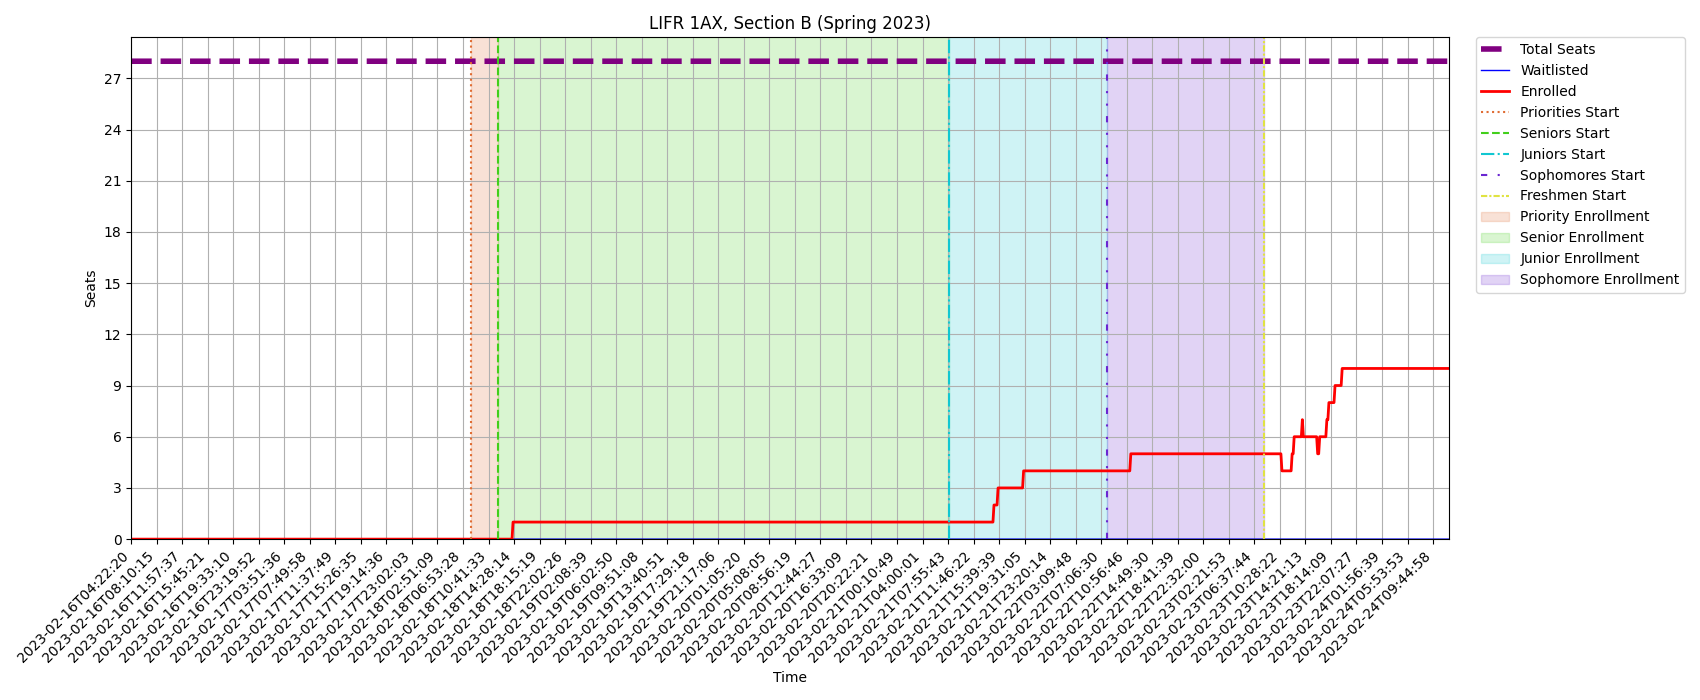 LIFR 1AX, Section B (Spring 2023)
Seats
27
24
21
18
15
12
9
6
3
0
2023-02-16T04:22:20
2023-02-16T08:10:15
2023-02-16T11:57:37
2023-02-16T15:45:21
2023-02-16T19:33:10
2023-02-16T23:19:52
2023-02-17T03:51:36
2023-02-17T07:49:58
2023-02-17T11:37:49
2023-02-17T15:26:35
2023-02-17T19:14:36
2023-02-17T23:02:03
2023-02-18T02:51:09
2023-02-18T06:53:28
2023-02-18T10:41:33
2023-02-18T14:28:14
2023-02-18T18:15:19
2023-02-18T22:02:26
2023-02-19T02:08:39
2023-02-19T06:02:50
2023-02-19T09:51:08
2023-02-19T13:40:51
2023-02-19T17:29:18
2023-02-19T21:17:06
2023-02-20T01:05:20
2023-02-20T05:08:05
2023-02-20T08:56:19
2023-02-20T12:44:27
2023-02-20T16:33:09
2023-02-20T20:22:21
2023-02-21T00:10:49
2023-02-21T04:00:01
2023-02-21T07:55:43
2023-02-21T11:46:22
2023-02-21T15:39:39
2023-02-21T19:31:05
2023-02-21T23:20:14
2023-02-22T03:09:48
2023-02-22T07:06:30
2023-02-22T10:56:46
2023-02-22T14:49:30
2023-02-22T18:41:39
2023-02-22T22:32:00
2023-02-23T02:21:53
2023-02-23T06:37:44
2023-02-23T10:28:22
2023-02-23T14:21:13
2023-02-23T18:14:09
2023-02-23T22:07:27
2023-02-24T01:56:39
2023-02-24T05:53:53
2023-02-24T09:44:58
Time
Total Seats
Waitlisted
Enrolled
Priorities Start
Seniors Start
Juniors Start
Sophomores Start
Freshmen Start
Priority Enrollment
Senior Enrollment
Junior Enrollment
Sophomore Enrollment